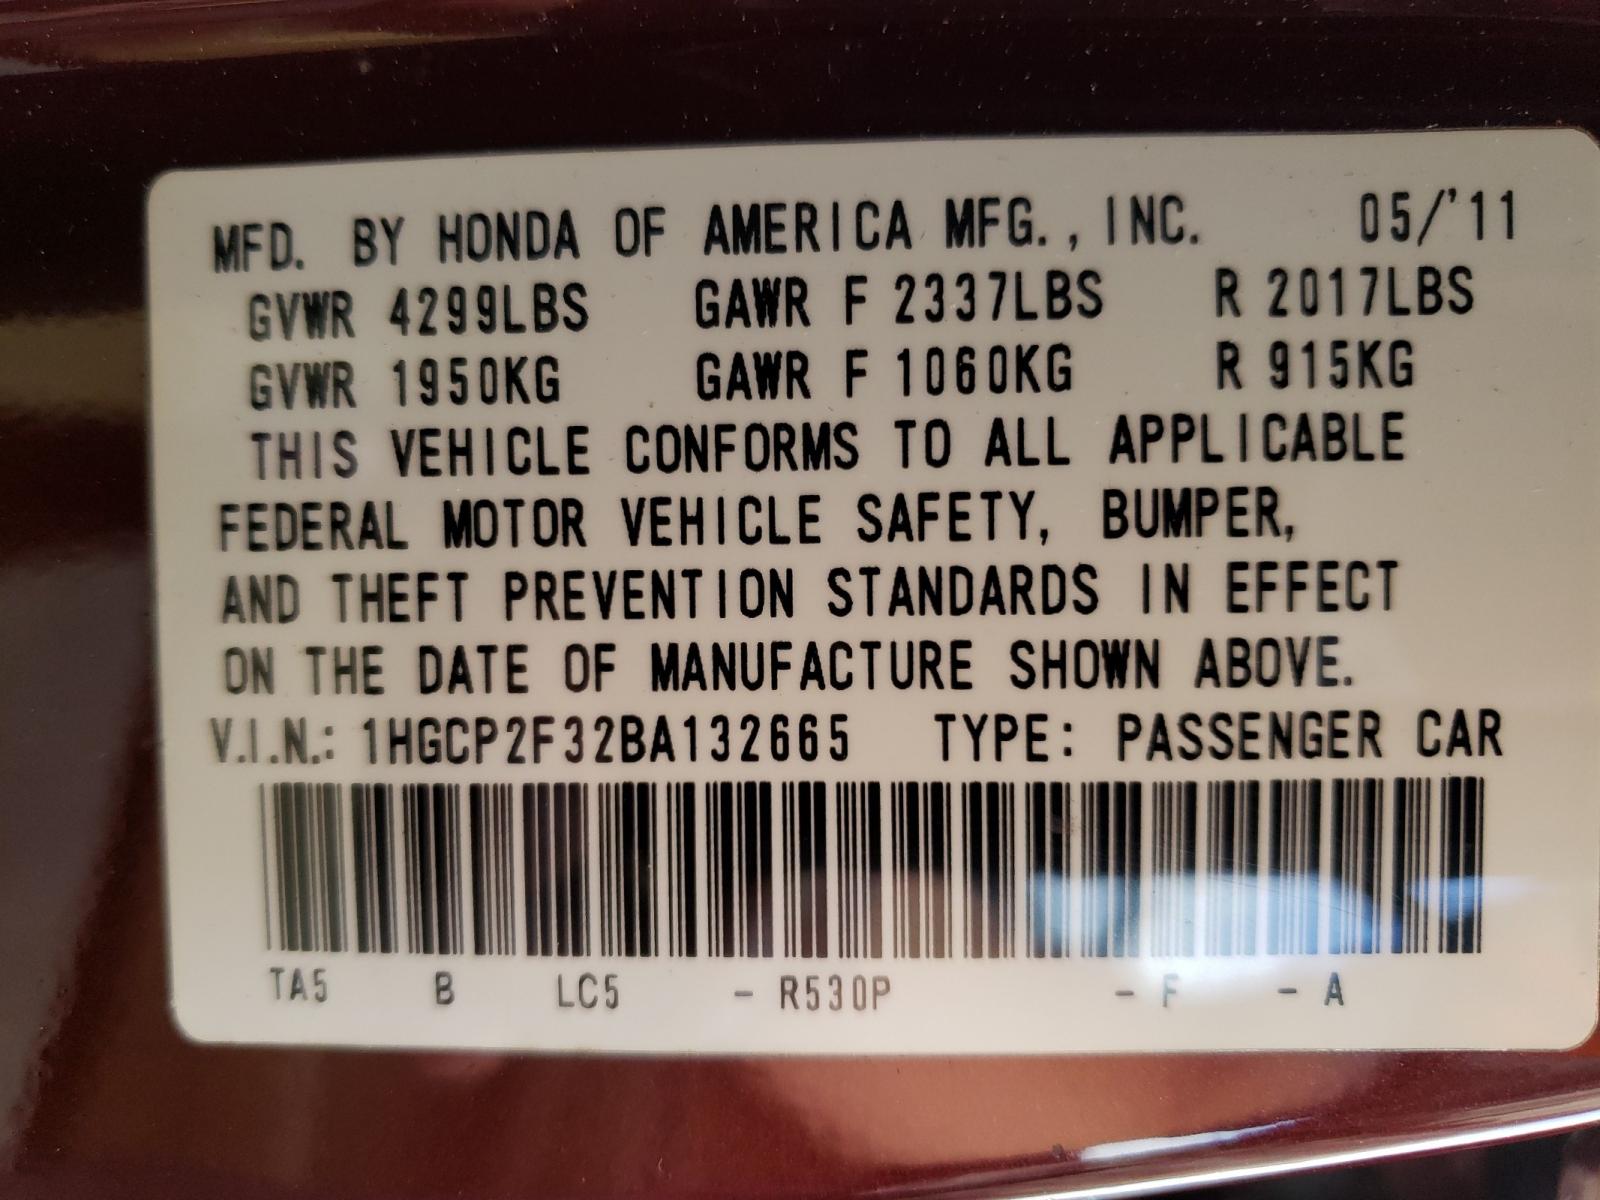 MFD. BY HONDA OF AMERICA MFG., INC. 05/'11
GVWR 4299LBS GAWR F 2337LBS R 2017LBS
GVWR 1950KG GAWR F 1060KG R 915KG
THIS VEHICLE CONFORMS TO ALL APPLICABLE
FEDERAL MOTOR VEHICLE SAFETY, BUMPER,
AND THEFT PREVENTION STANDARDS IN EFFECT
ON THE DATE OF MANUFACTURE SHOWN ABOVE.
V.I.N.: 1HGCP2F32BA132665 TYPE: PASSENGER CAR
TA5 B LC5 - R530P - F - A